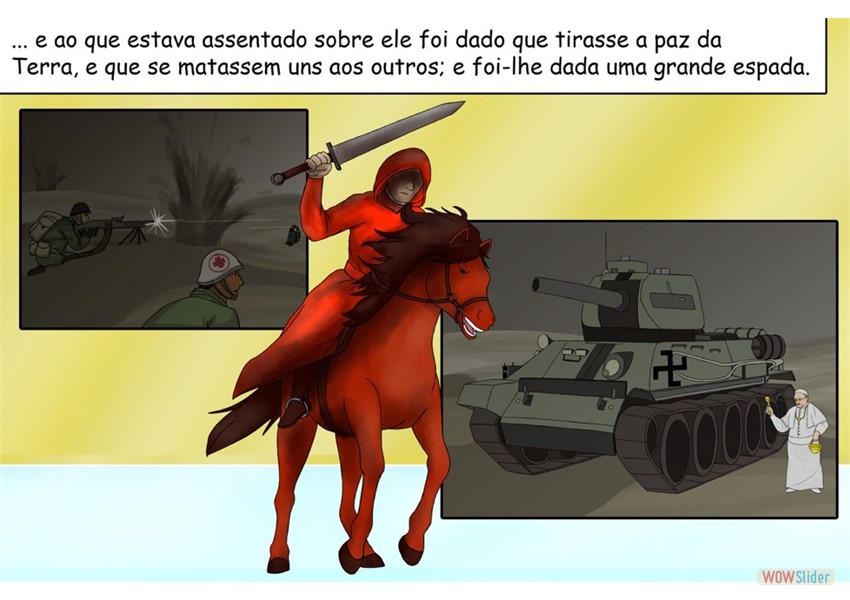 ... e ao que estava assentado sobre ele foi dado que tirasse a paz da
Terra, e que se matassem uns aos outros; e foi-lhe dada uma grande espada.
WOWSlider